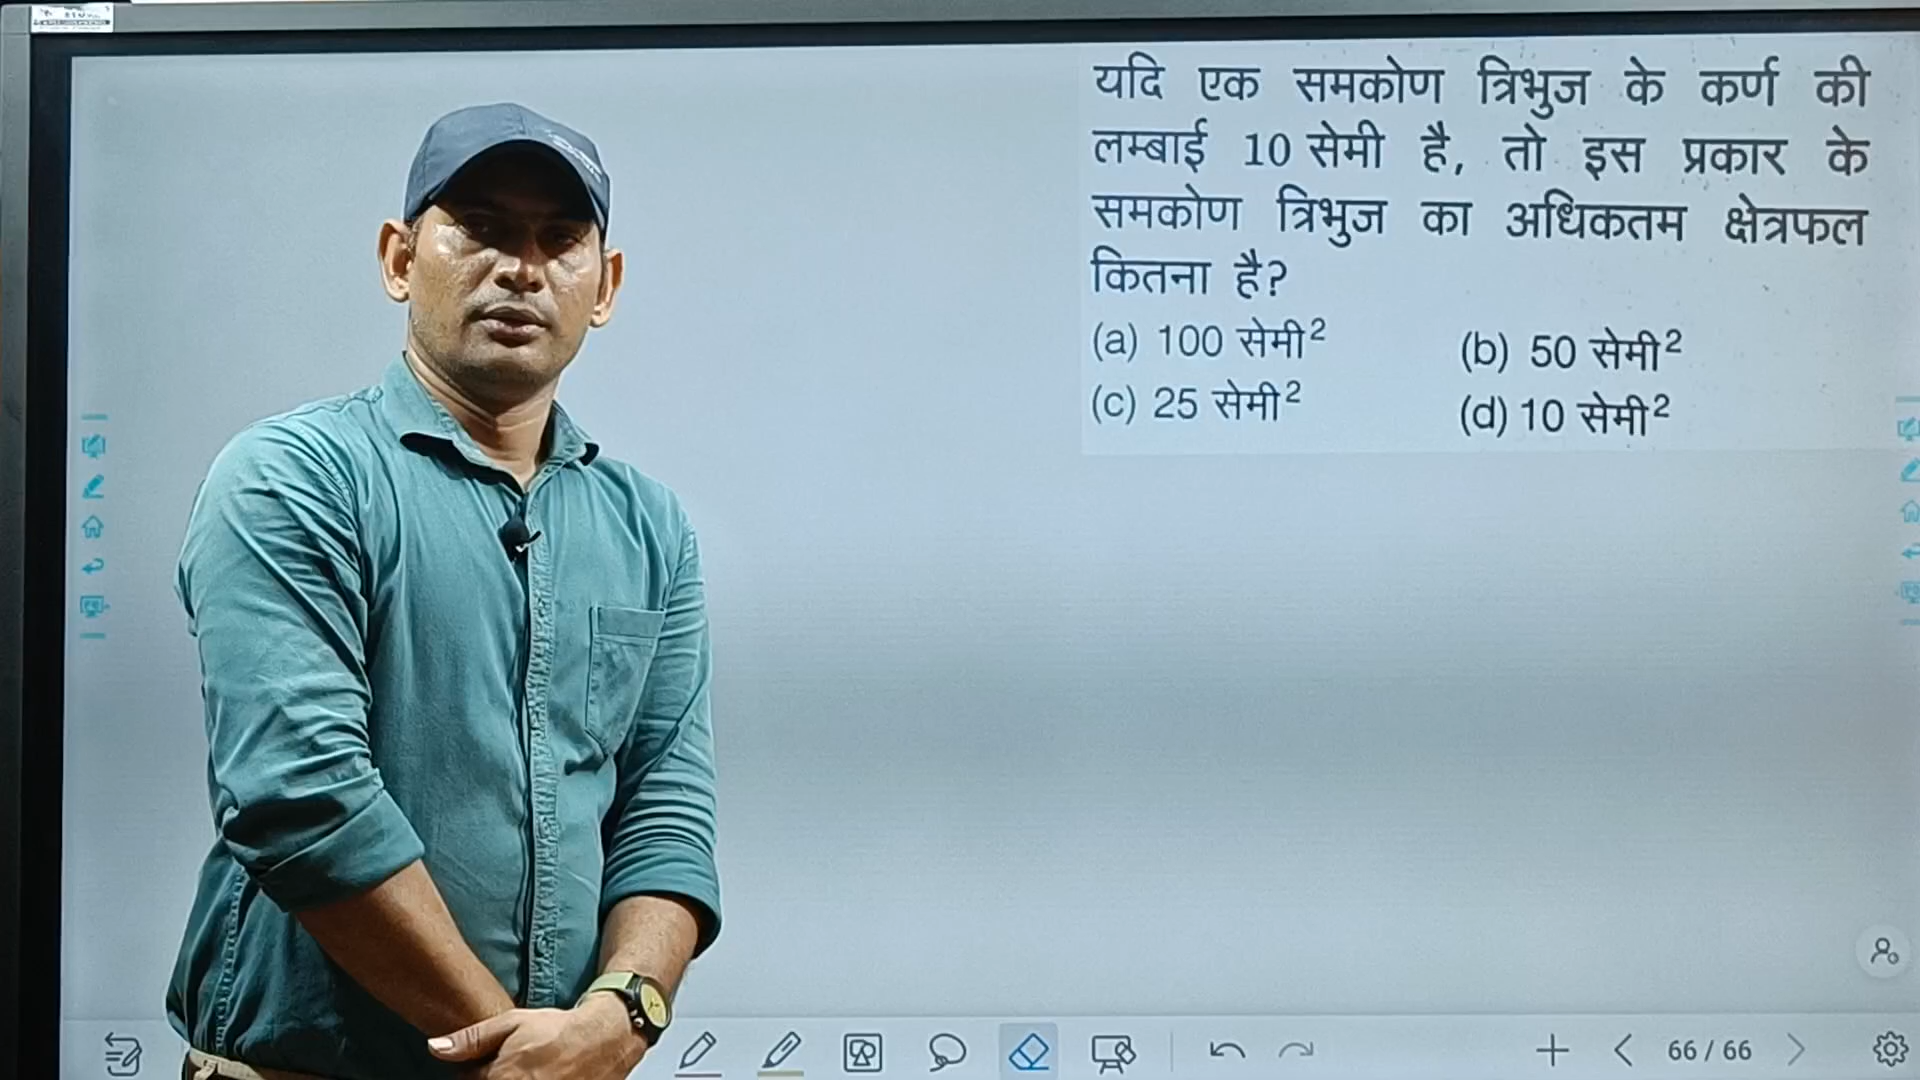 यदि एक समकोण त्रिभुज के कर्ण की
लम्बाई 10 सेमी है, तो इस प्रकार के
समकोण त्रिभुज का अधिकतम क्षेत्रफल
कितना है?
(a) 100 सेमी² (b) 50 सेमी²
(c) 25 सेमी² (d) 10 सेमी²
66 / 66